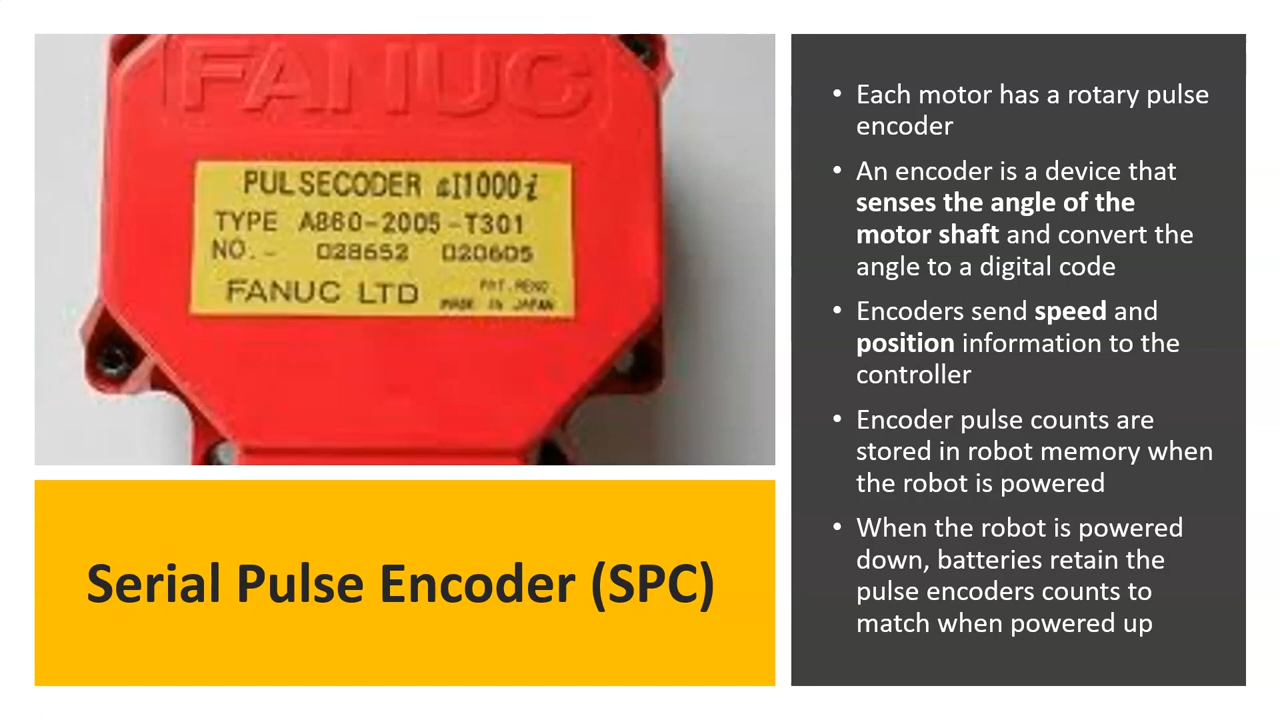 FANUC
PULSECODER αI1000i
TYPE A860-2005-T301
NO.- 028652 020605
FANUC LTD
MADE IN JAPAN
Serial Pulse Encoder (SPC)
• Each motor has a rotary pulse
encoder
• An encoder is a device that
senses the angle of the
motor shaft and convert the
angle to a digital code
• Encoders send speed and
position information to the
controller
• Encoder pulse counts are
stored in robot memory when
the robot is powered
• When the robot is powered
down, batteries retain the
pulse encoders counts to
match when powered up